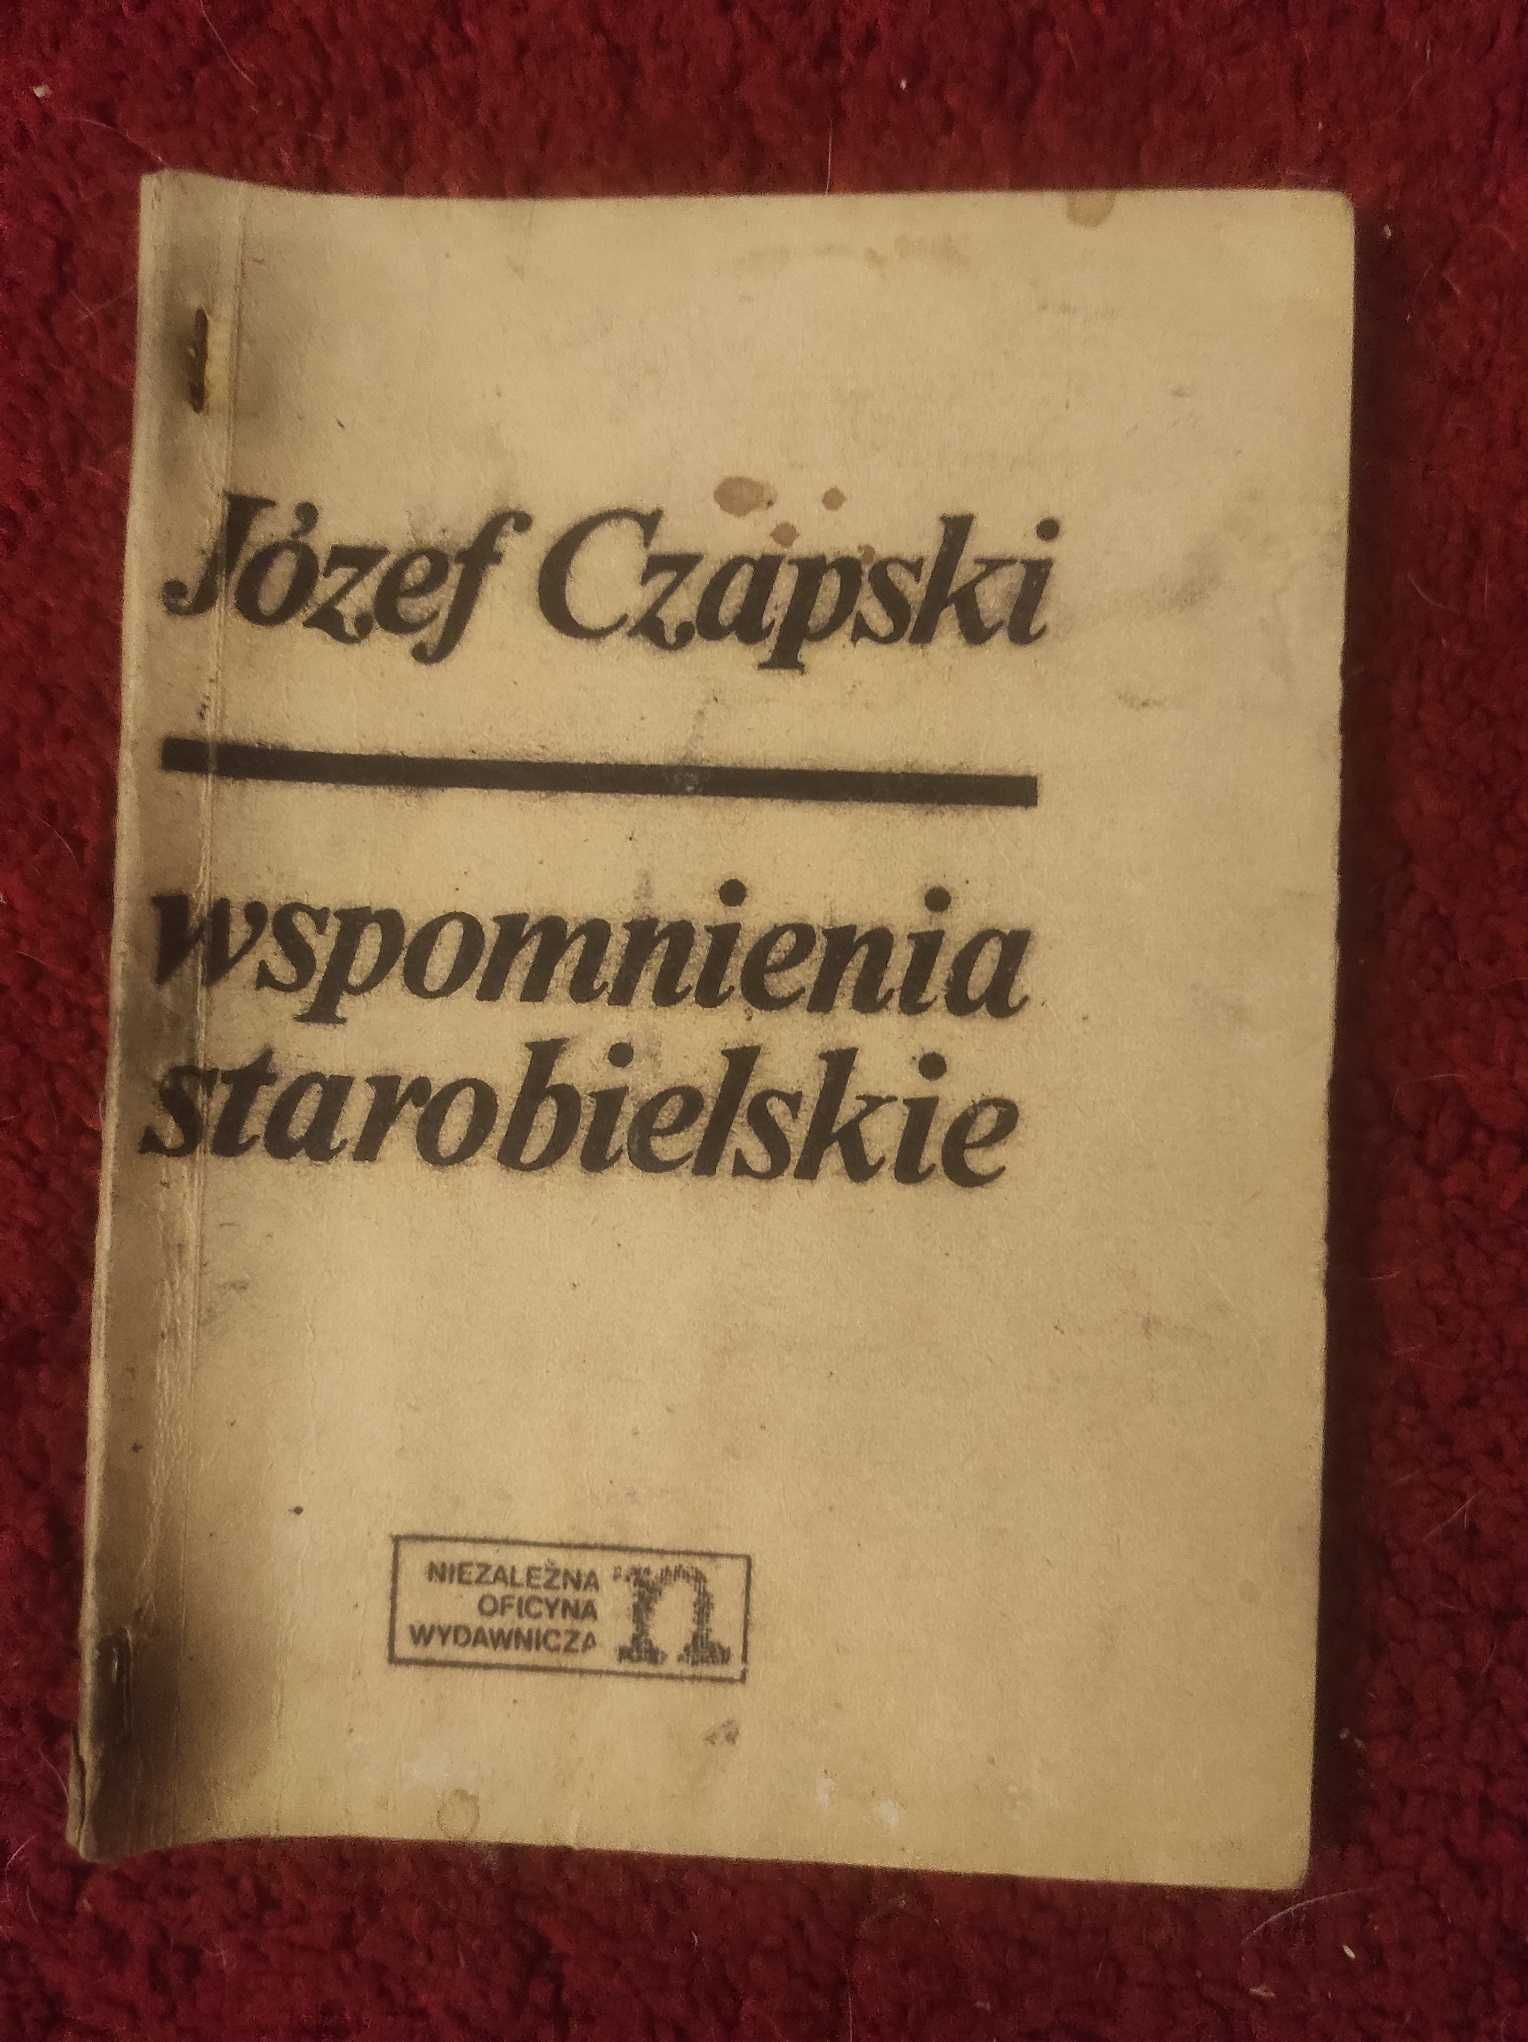 Józef Czapski
wspomnienia
starobielskie
NIEZALEŻNA
OFICYNA
WYDAWNICZA
n